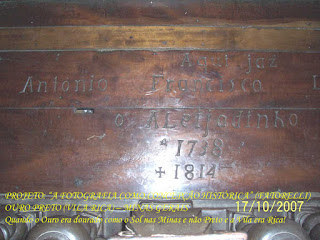 Aqui jaz
Antonio Francisco L
o Aleijadinho
* 1738
+ 1814
PROJETO: "A FOTOGRAFIA COMO HISTÓRICA" (FATORELLI)
OURO PRETO (VILA RICA) - MINAS GERAIS 17/10/2007
Quando o Ouro era dourado como o Sol nas Minas e não Preto e a Vila era Rica!